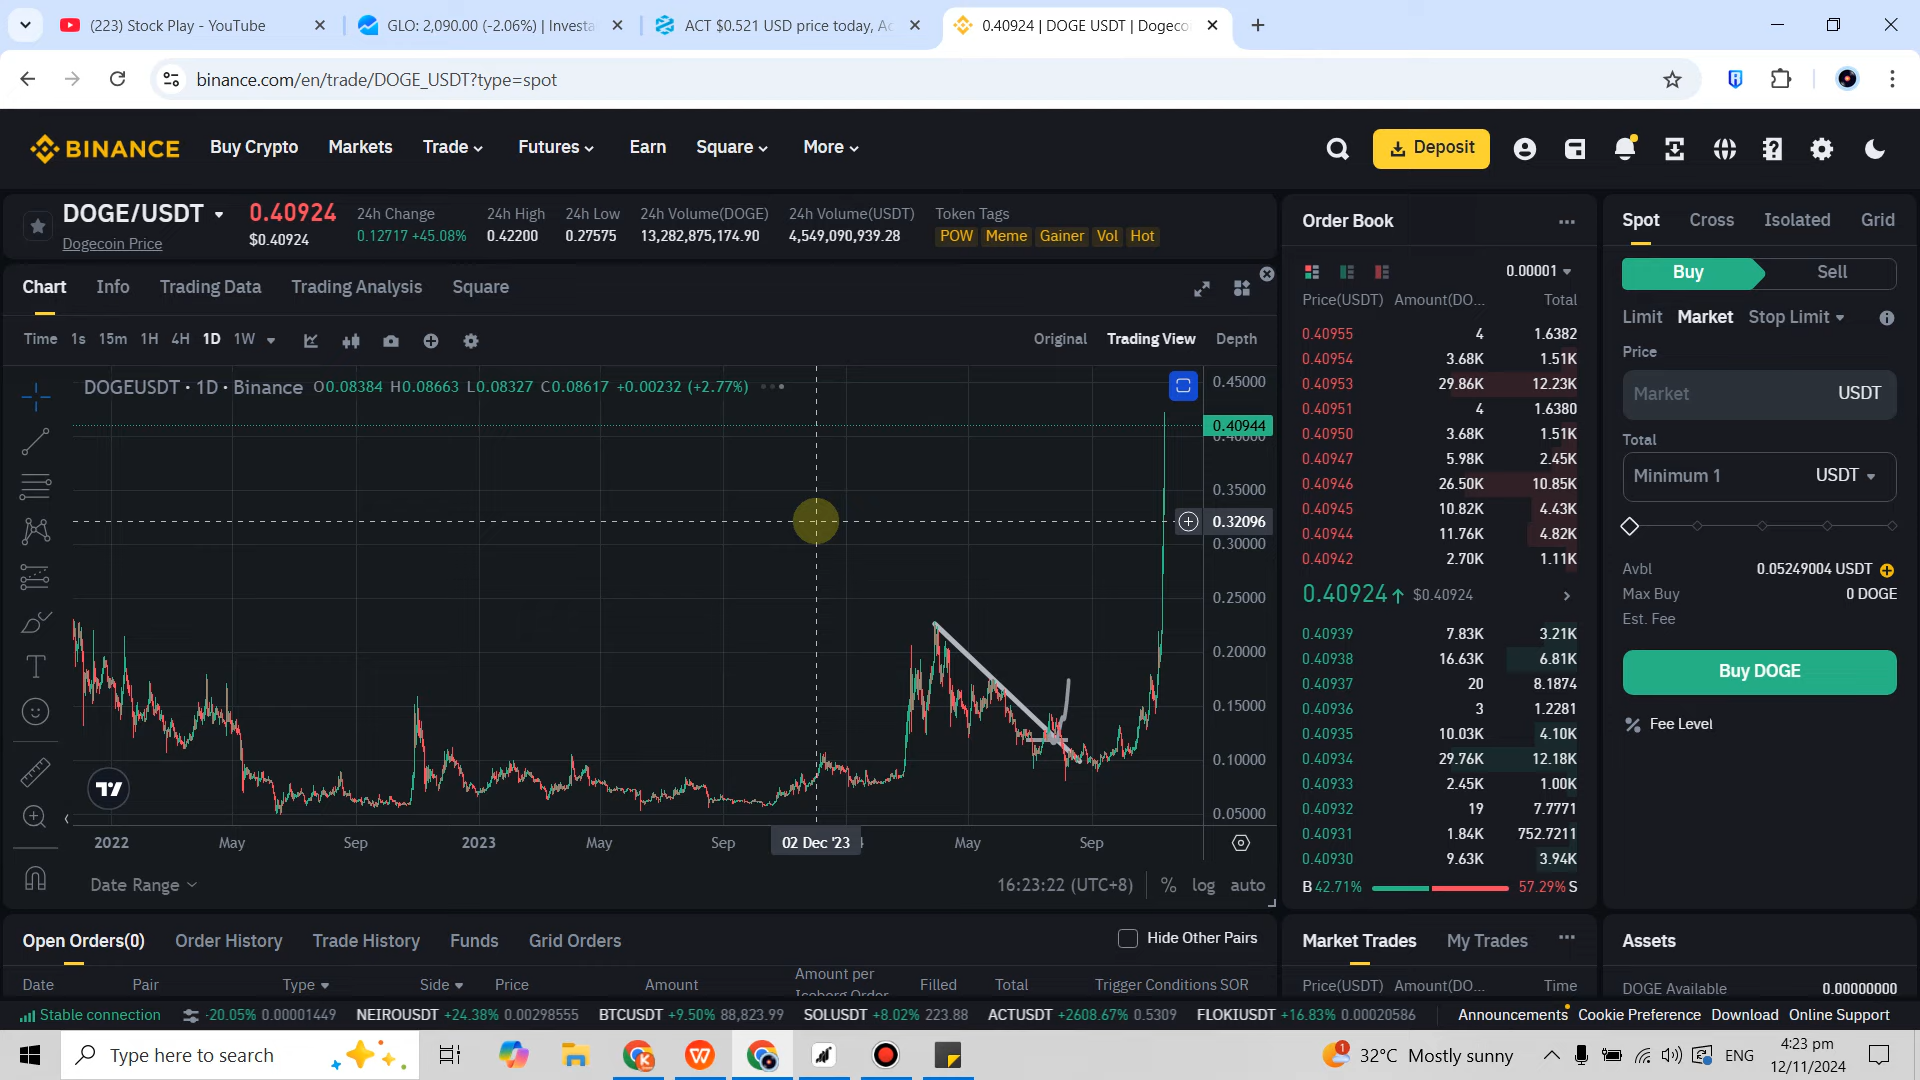 (223) Stock Play - YouTube
GLO: 2,090.00 (-2.06%) | Investa
ACT $0.521 USD price today, Ac
0.40924 | DOGE USDT | Dogeco
binance.com/en/trade/DOGE_USDT?type=spot
BINANCE
Buy Crypto Markets Trade Futures Earn Square More
Deposit
DOGE/USDT
Dogecoin Price
0.40924
$0.40924
24h Change
0.12717 +45.08%
24h High
0.42200
24h Low
0.27575
24h Volume(DOGE)
13,282,875,174.90
24h Volume(USDT)
4,549,090,939.28
Token Tags
POW Meme Gainer Vol Hot
Chart Info Trading Data Trading Analysis Square
Time 1s 15m 1H 4H 1D 1W
Original Trading View Depth
DOGEUSDT · 1D · Binance O0.08384 H0.08663 L0.08327 C0.08617 +0.00232 (+2.77%)
0.45000
0.40944
0.35000
0.32096
0.30000
0.25000
0.20000
0.15000
0.10000
0.05000
2022 May Sep 2023 May Sep 02 Dec '23 May Sep
Date Range
16:23:22 (UTC+8) % log auto
Order Book
0.00001
Price(USDT) Amount(DO... Total
0.40955 4 1.6382
0.40954 3.68K 1.51K
0.40953 29.86K 12.23K
0.40951 4 1.6380
0.40950 3.68K 1.51K
0.40947 5.98K 2.45K
0.40946 26.50K 10.85K
0.40945 10.82K 4.43K
0.40944 11.76K 4.82K
0.40942 2.70K 1.11K
0.40924 $0.40924
0.40939 7.83K 3.21K
0.40938 16.63K 6.81K
0.40937 20 8.1874
0.40936 3 1.2281
0.40935 10.03K 4.10K
0.40934 29.76K 12.18K
0.40933 2.45K 1.00K
0.40932 19 7.7771
0.40931 1.84K 752.7211
0.40930 9.63K 3.94K
B 42.71% 57.29% S
Spot Cross Isolated Grid
Buy Sell
Limit Market Stop Limit
Price
Market USDT
Total
Minimum 1 USDT
Avbl 0.05249004 USDT
Max Buy 0 DOGE
Est. Fee
Buy DOGE
% Fee Level
Open Orders(0) Order History Trade History Funds Grid Orders
Hide Other Pairs
Date Pair Type Side Price Amount Amount per Iceberg Order Filled Total Trigger Conditions SOR
Market Trades My Trades
Price(USDT) Amount(DO... Time
Assets
DOGE Available 0.00000000
Stable connection
-20.05% 0.00001449 NEIROUSDT +24.38% 0.00298555 BTCUSDT +9.50% 88,823.99 SOLUSDT +8.02% 223.88 ACTUSDT +2608.67% 0.5309 FLOKIUSDT +16.83% 0.00020586
Announcements Cookie Preference Download Online Support
Type here to search
32°C Mostly sunny
ENG
4:23 pm
12/11/2024